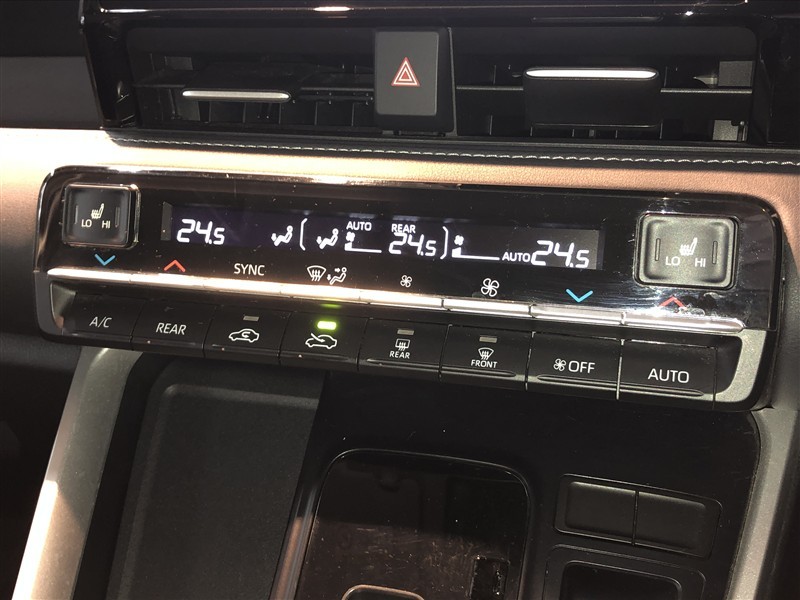 LO HI
24.5 AUTO REAR 24.5 AUTO 24.5
LO HI
SYNC
A/C REAR REAR FRONT OFF AUTO